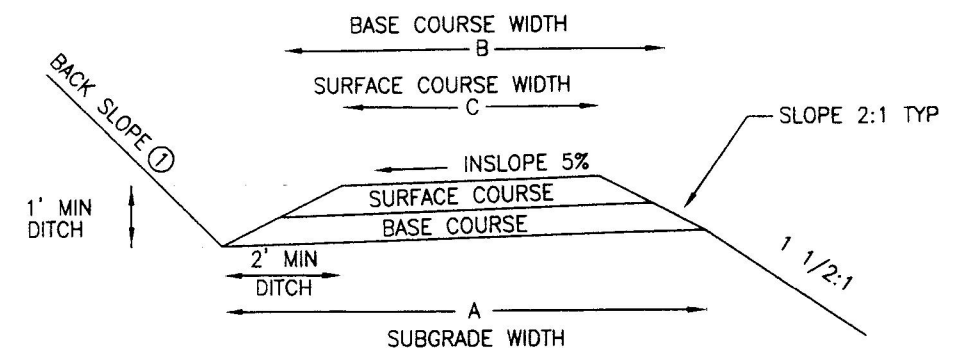 BASE COURSE WIDTH
B
SURFACE COURSE WIDTH
C
BACK SLOPE ①
SLOPE 2:1 TYP
INSLOPE 5%
SURFACE COURSE
1' MIN
DITCH
BASE COURSE
2' MIN
DITCH
1 1/2:1
A
SUBGRADE WIDTH